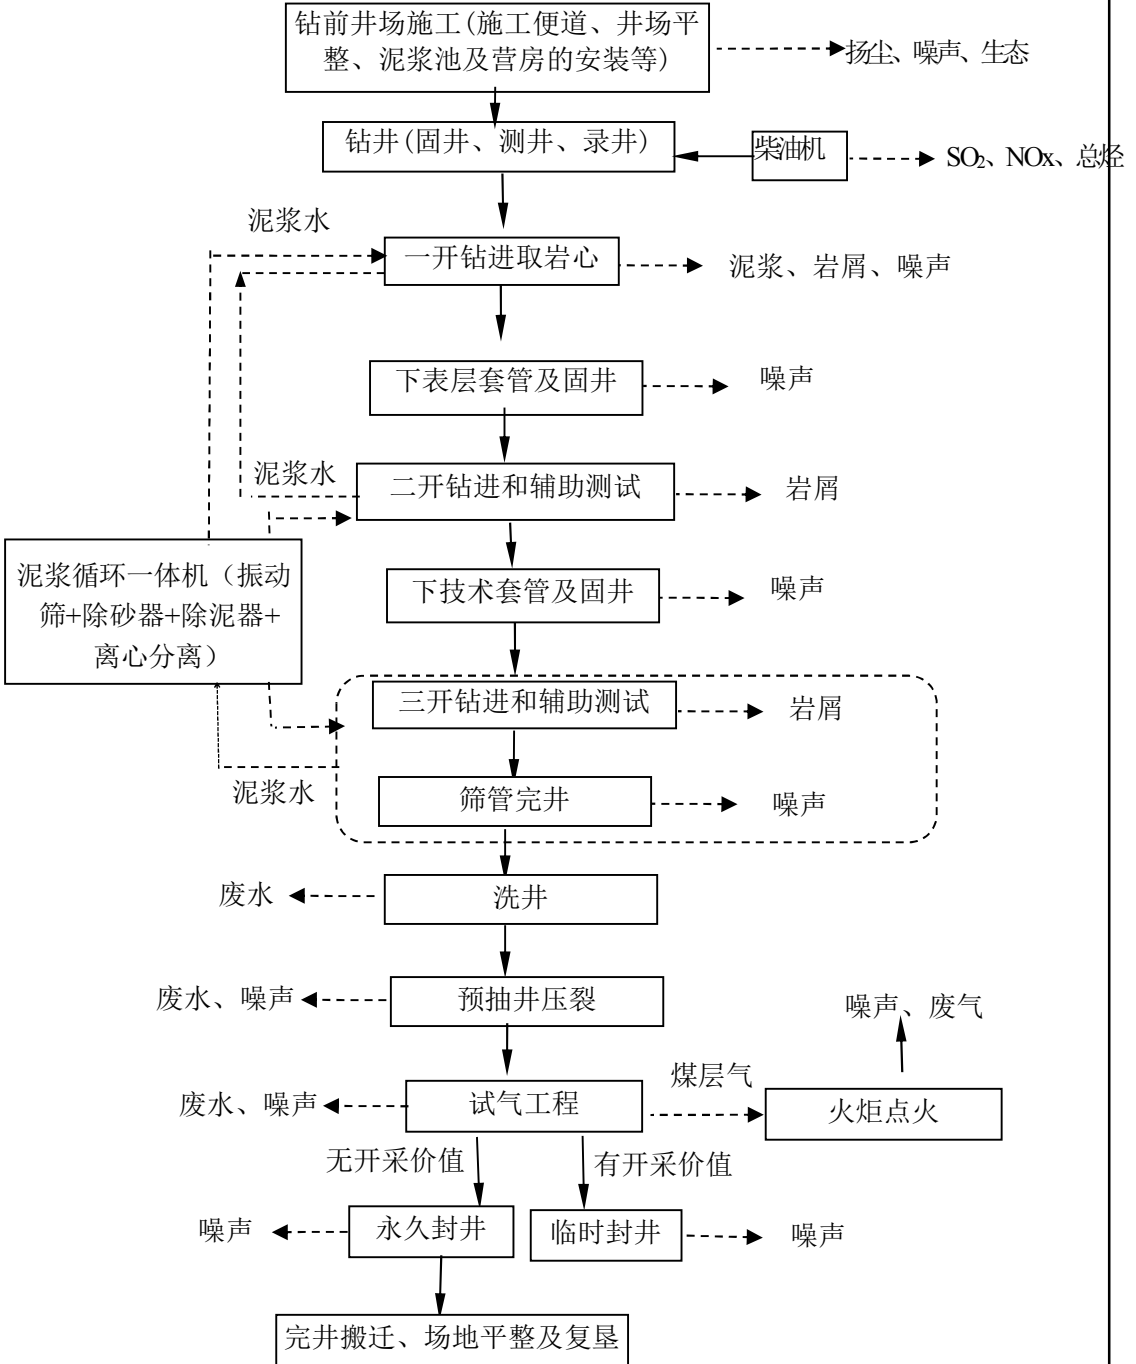 钻前井场施工(施工便道、井场平
整、泥浆池及营房的安装等)
扬尘、噪声、生态
钻井(固井、测井、录井)
柴油机
SO2、NOx、总烃
泥浆水
一开钻进取岩心
泥浆、岩屑、噪声
下表层套管及固井
噪声
泥浆水
二开钻进和辅助测试
岩屑
泥浆循环一体机（振动
筛+除砂器+除泥器+
离心分离）
下技术套管及固井
噪声
三开钻进和辅助测试
岩屑
泥浆水
筛管完井
噪声
废水
洗井
废水、噪声
预抽井压裂
噪声、废气
废水、噪声
试气工程
煤层气
火炬点火
无开采价值
有开采价值
噪声
永久封井
临时封井
噪声
完井搬迁、场地平整及复垦